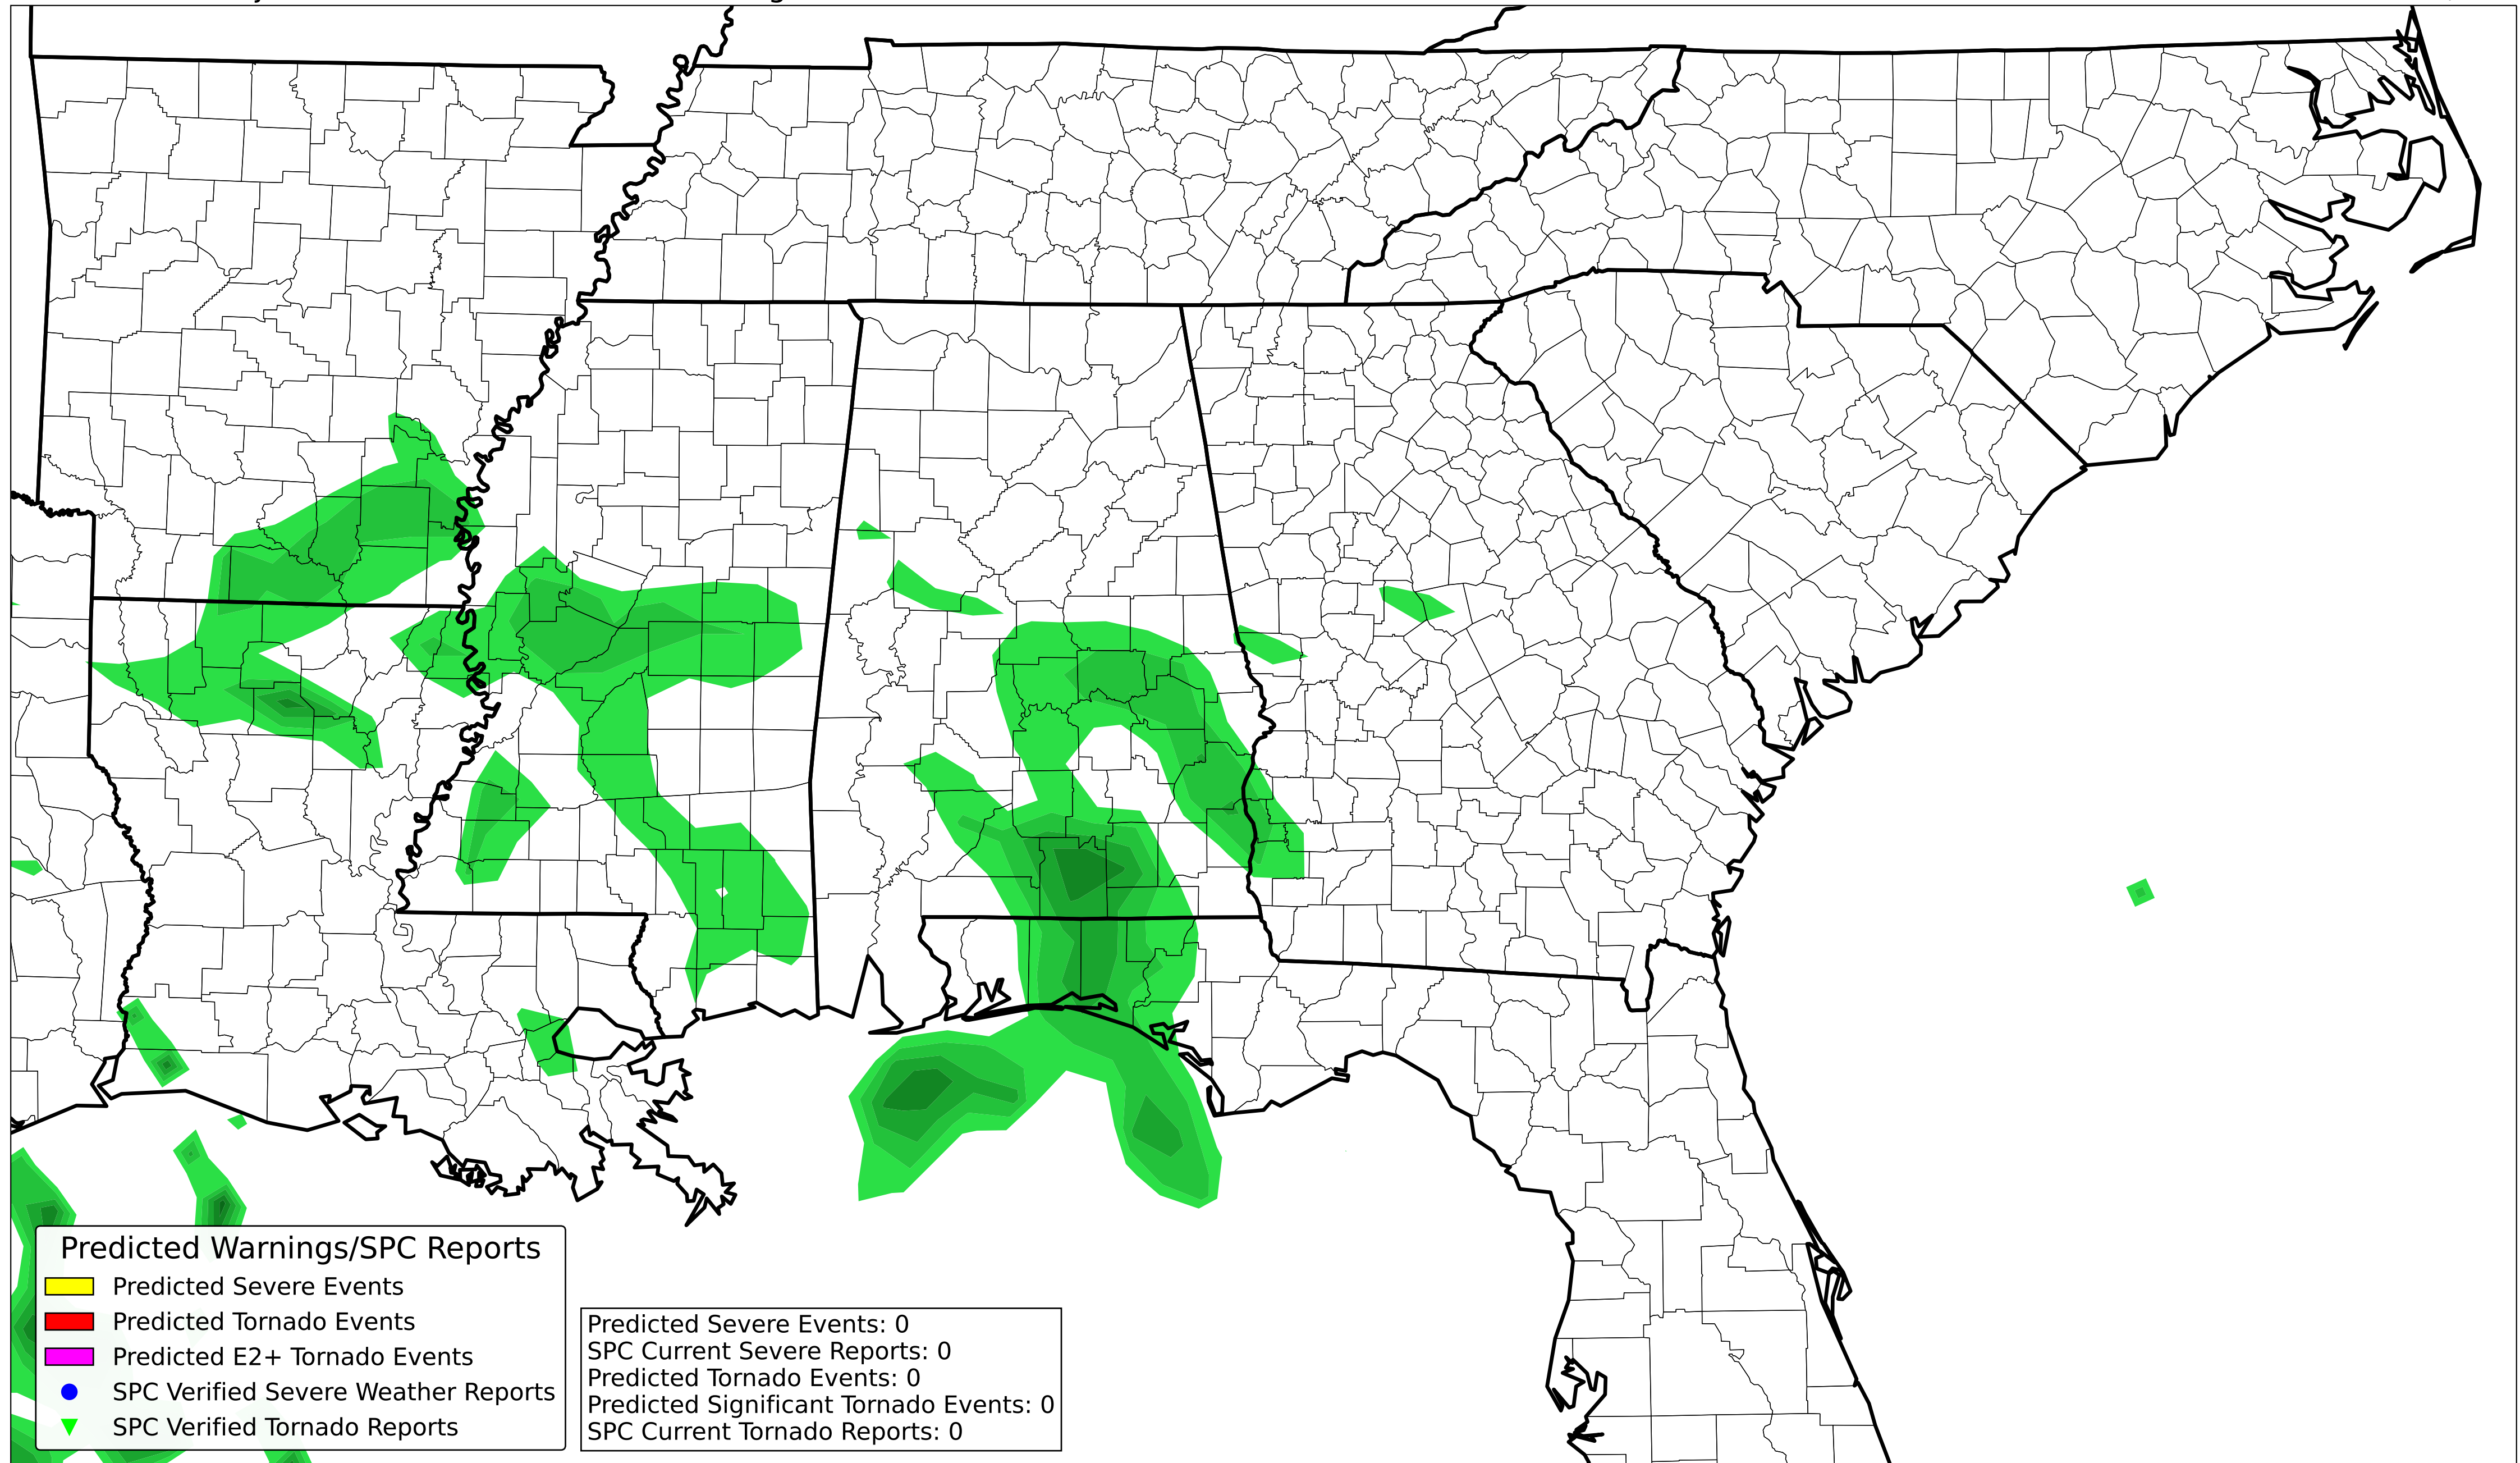 Predicted Warnings/SPC Reports
Predicted Severe Events
Predicted Tornado Events
Predicted E2+ Tornado Events
SPC Verified Severe Weather Reports
SPC Verified Tornado Reports
Predicted Severe Events: 0
SPC Current Severe Reports: 0
Predicted Tornado Events: 0
Predicted Significant Tornado Events: 0
SPC Current Tornado Reports: 0